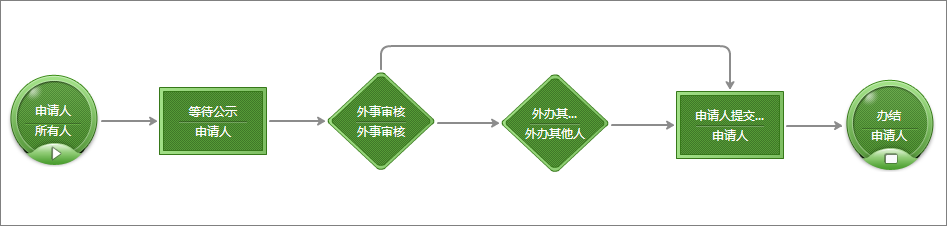 申请人
所有人
等待公示
申请人
外事审核
外事审核
外办其...
外办其他人
申请人提交...
申请人
办结
申请人